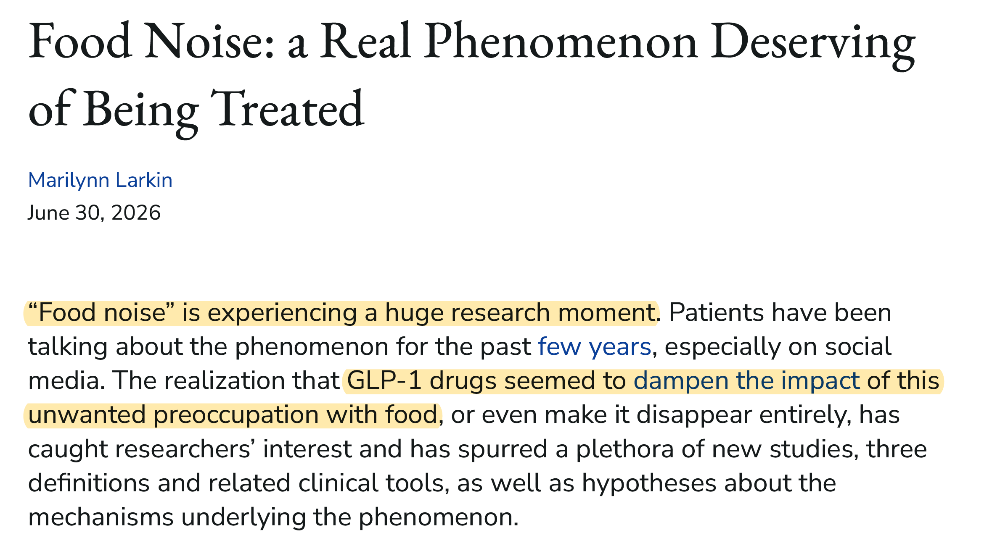 Food Noise: a Real Phenomenon Deserving
of Being Treated
Marilynn Larkin
June 30, 2026
“Food noise” is experiencing a huge research moment. Patients have been
talking about the phenomenon for the past few years, especially on social
media. The realization that GLP-1 drugs seemed to dampen the impact of this
unwanted preoccupation with food, or even make it disappear entirely, has
caught researchers’ interest and has spurred a plethora of new studies, three
definitions and related clinical tools, as well as hypotheses about the
mechanisms underlying the phenomenon.